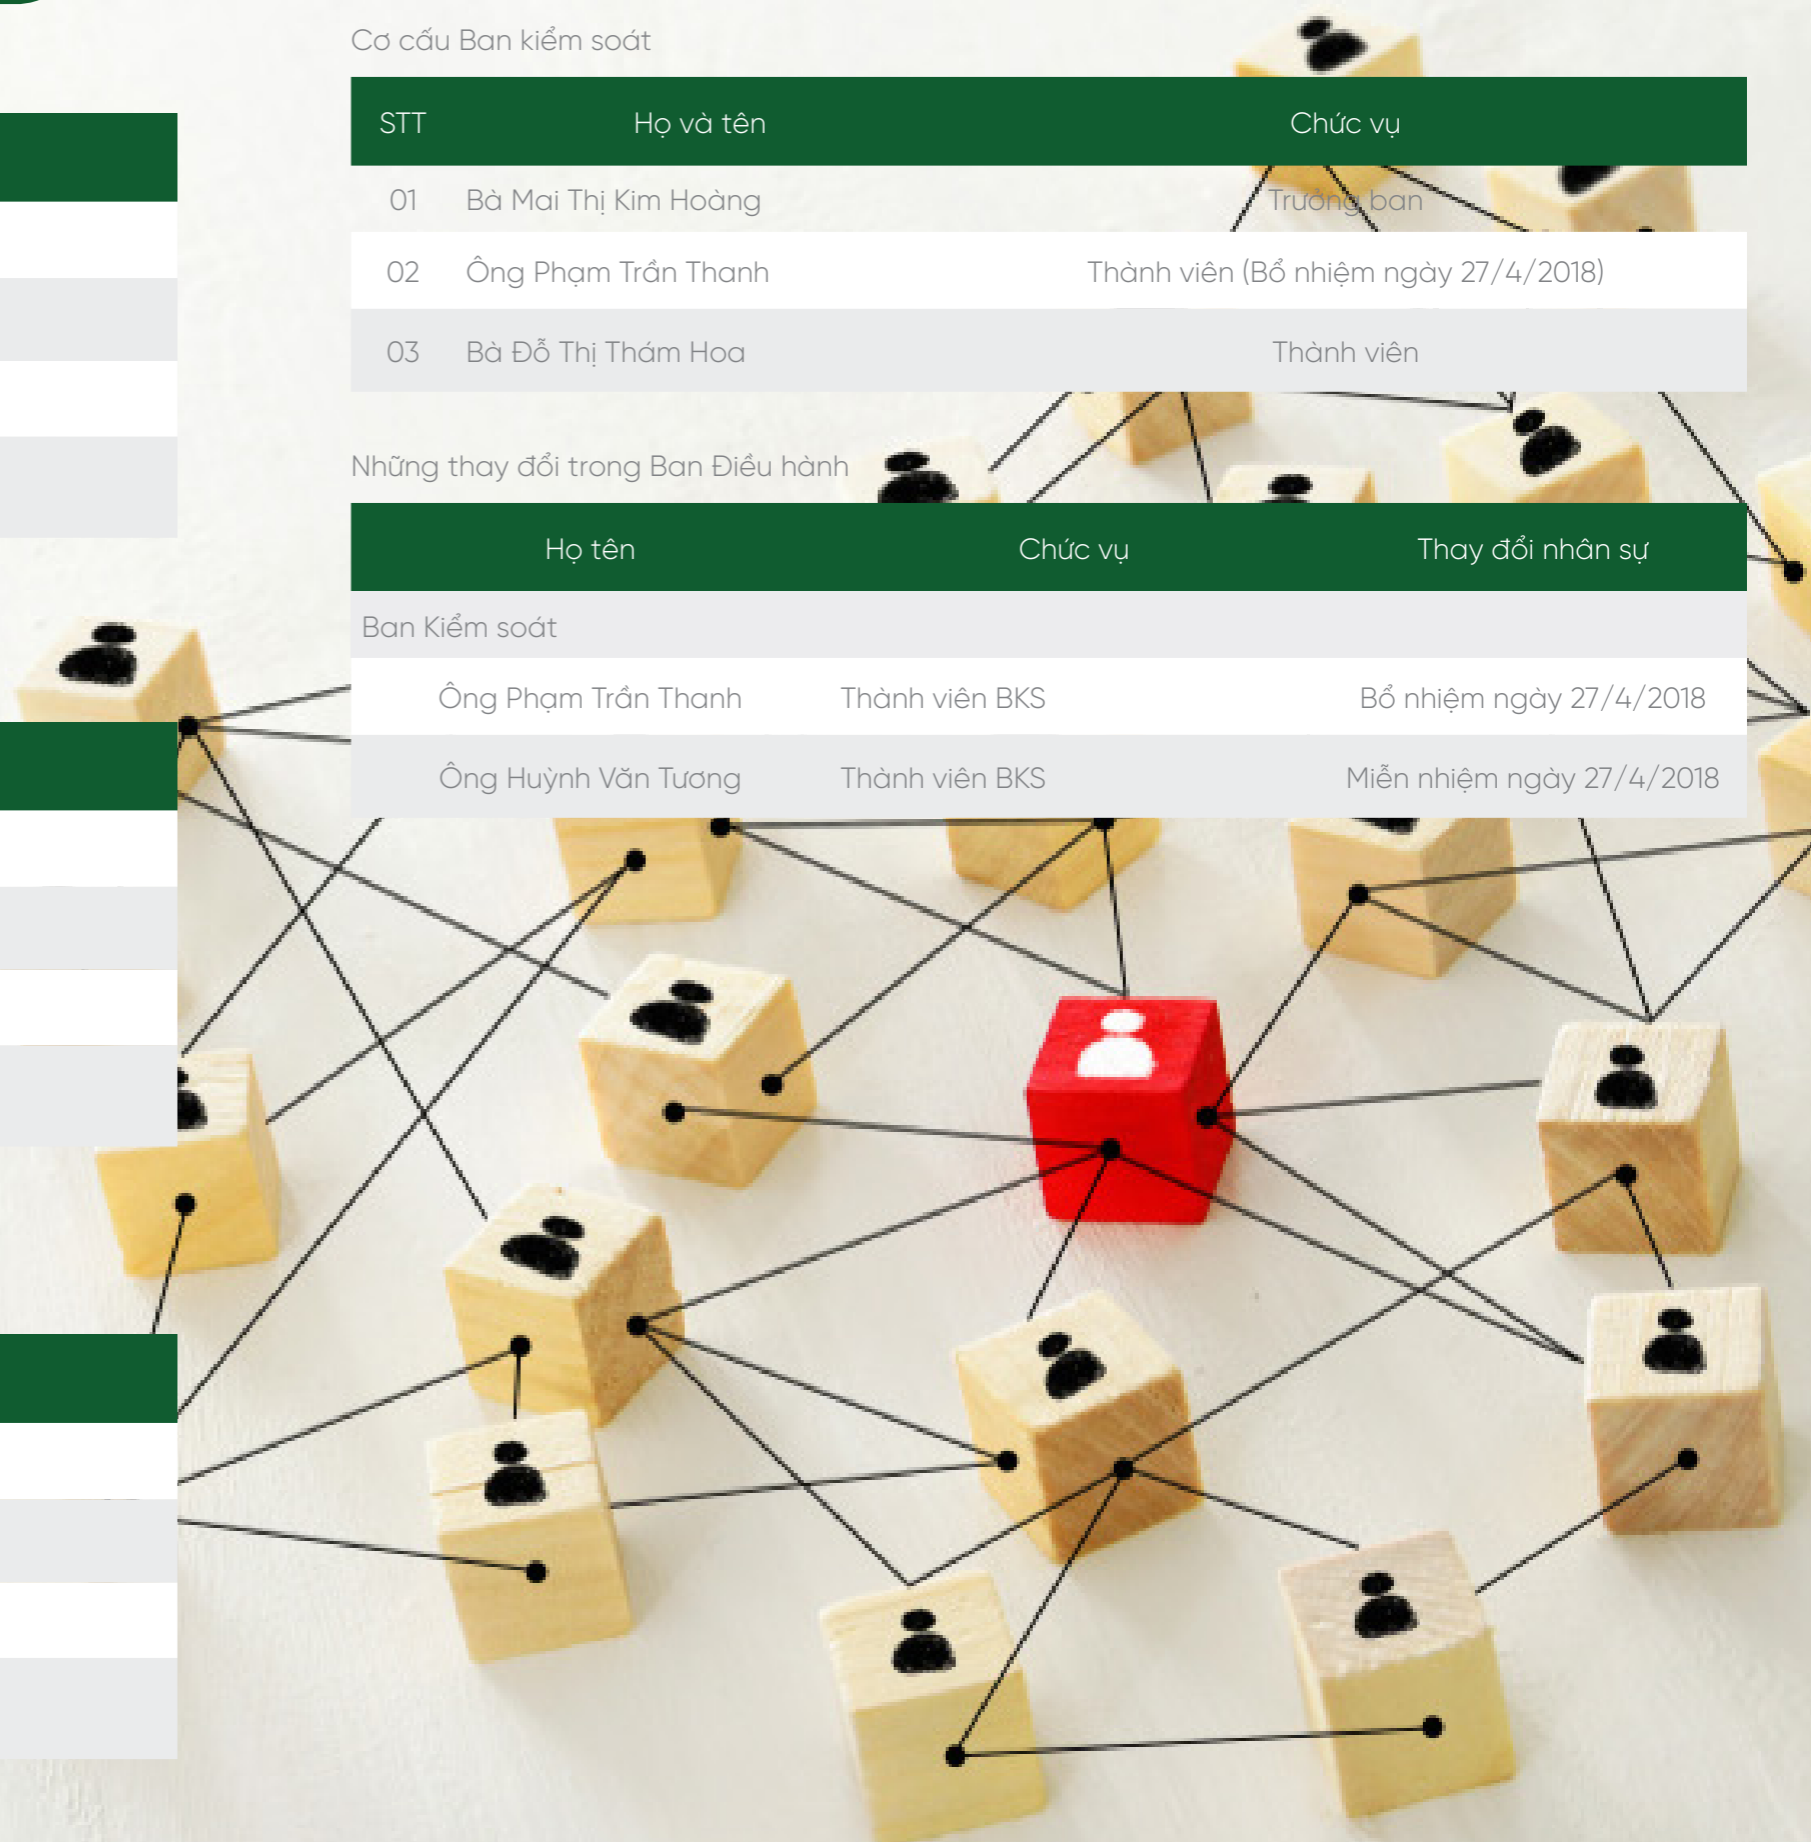 Cơ cấu Ban kiểm soát
STT Họ và tên Chức vụ
01 Bà Mai Thị Kim Hoàng Trưởng ban
02 Ông Phạm Trần Thanh Thành viên (Bổ nhiệm ngày 27/4/2018)
03 Bà Đỗ Thị Thám Hoa Thành viên
Những thay đổi trong Ban Điều hành
Họ tên Chức vụ Thay đổi nhân sự
Ban Kiểm soát
Ông Phạm Trần Thanh Thành viên BKS Bổ nhiệm ngày 27/4/2018
Ông Huỳnh Văn Tương Thành viên BKS Miễn nhiệm ngày 27/4/2018